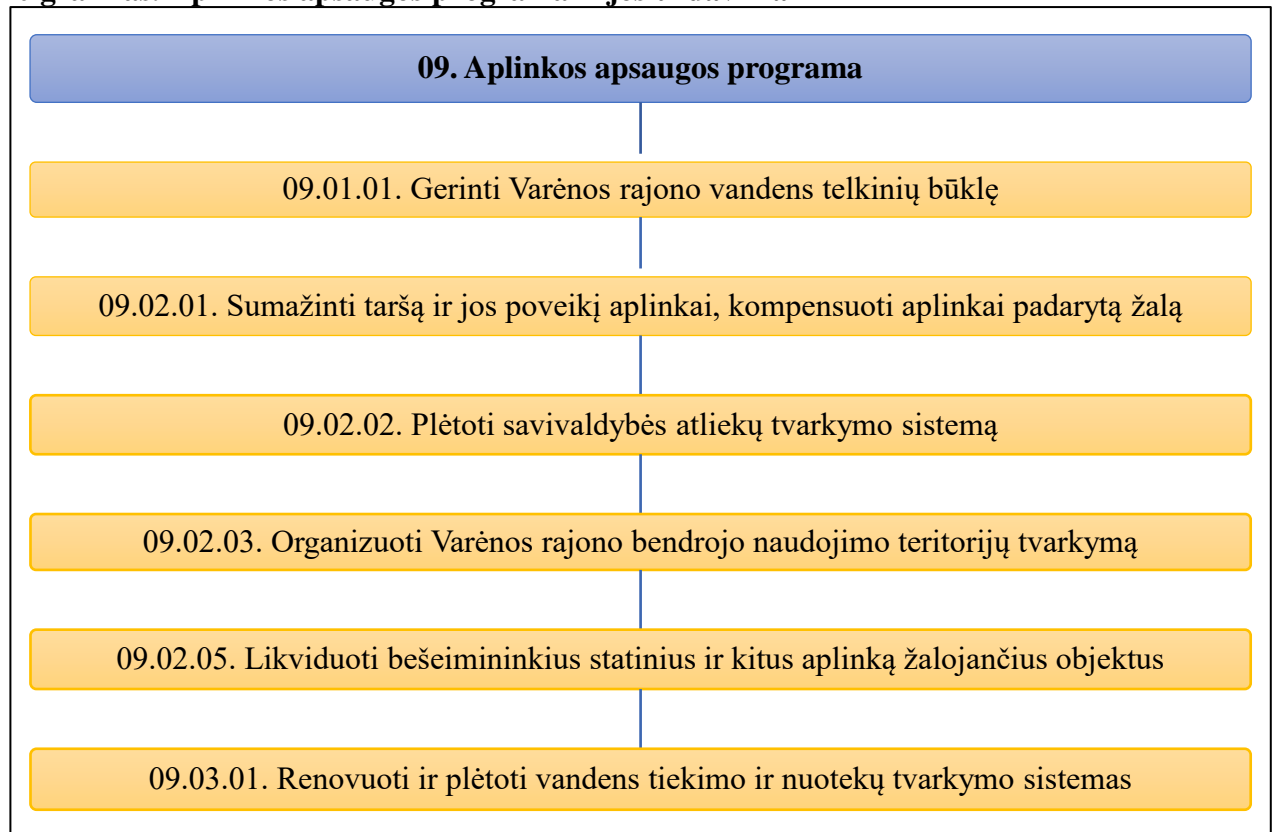 09. Aplinkos apsaugos programa
09.01.01. Gerinti Varėnos rajono vandens telkinių būklę
09.02.01. Sumažinti taršą ir jos poveikį aplinkai, kompensuoti aplinkai padarytą žalą
09.02.02. Plėtoti savivaldybės atliekų tvarkymo sistemą
09.02.03. Organizuoti Varėnos rajono bendrojo naudojimo teritorijų tvarkymą
09.02.05. Likviduoti bešeimininkius statinius ir kitus aplinką žalojančius objektus
09.03.01. Renovuoti ir plėtoti vandens tiekimo ir nuotekų tvarkymo sistemas